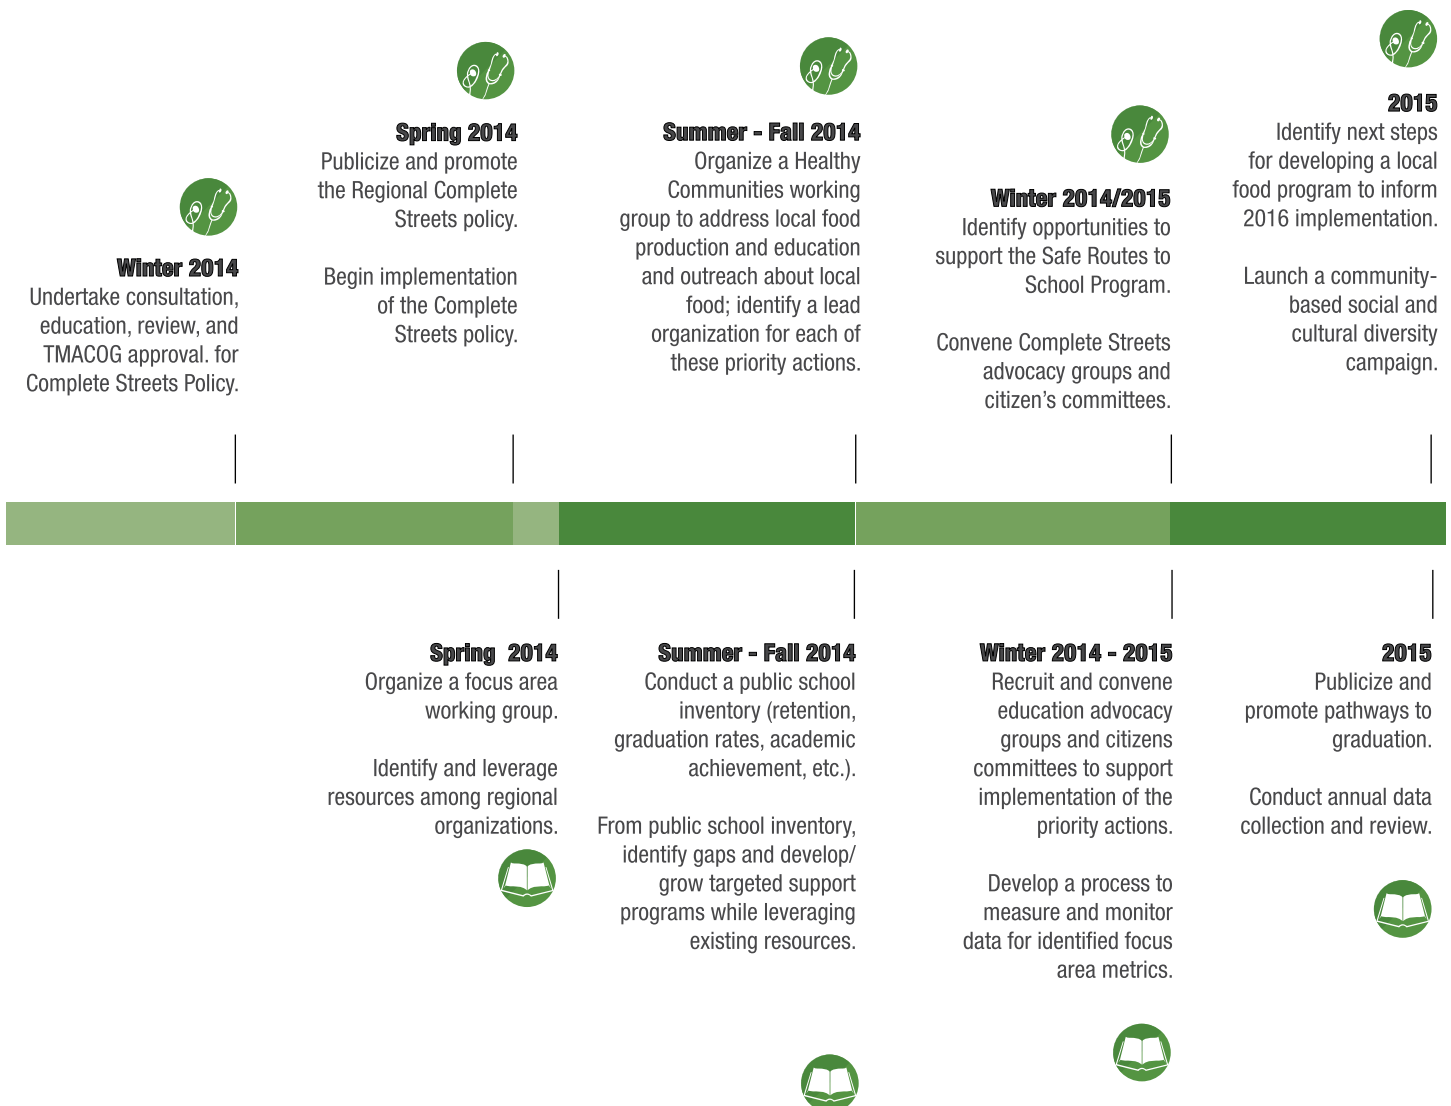 Winter 2014
Undertake consultation,
education, review, and
TMACOG approval. for
Complete Streets Policy.
Spring 2014
Publicize and promote
the Regional Complete
Streets policy.
Begin implementation
of the Complete
Streets policy.
Summer - Fall 2014
Organize a Healthy
Communities working
group to address local food
production and education
and outreach about local
food; identify a lead
organization for each of
these priority actions.
Winter 2014/2015
Identify opportunities to
support the Safe Routes to
School Program.
Convene Complete Streets
advocacy groups and
citizen’s committees.
2015
Identify next steps
for developing a local
food program to inform
2016 implementation.
Launch a community-
based social and
cultural diversity
campaign.
Spring  2014
Organize a focus area
working group.
Identify and leverage
resources among regional
organizations.
Summer - Fall 2014
Conduct a public school
inventory (retention,
graduation rates, academic
achievement, etc.).
From public school inventory,
identify gaps and develop/
grow targeted support
programs while leveraging
existing resources.
Winter 2014 - 2015
Recruit and convene
education advocacy
groups and citizens
committees to support
implementation of the
priority actions.
Develop a process to
measure and monitor
data for identified focus
area metrics.
2015
Publicize and
promote pathways to
graduation.
Conduct annual data
collection and review.